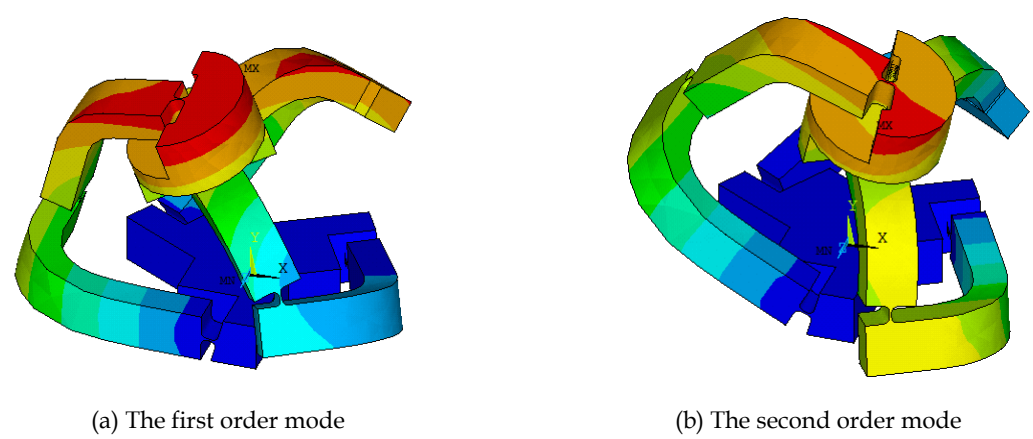 MX
Y
X
MN
Z
(a) The first order mode
MX
Y
X
MN
Z
(b) The second order mode